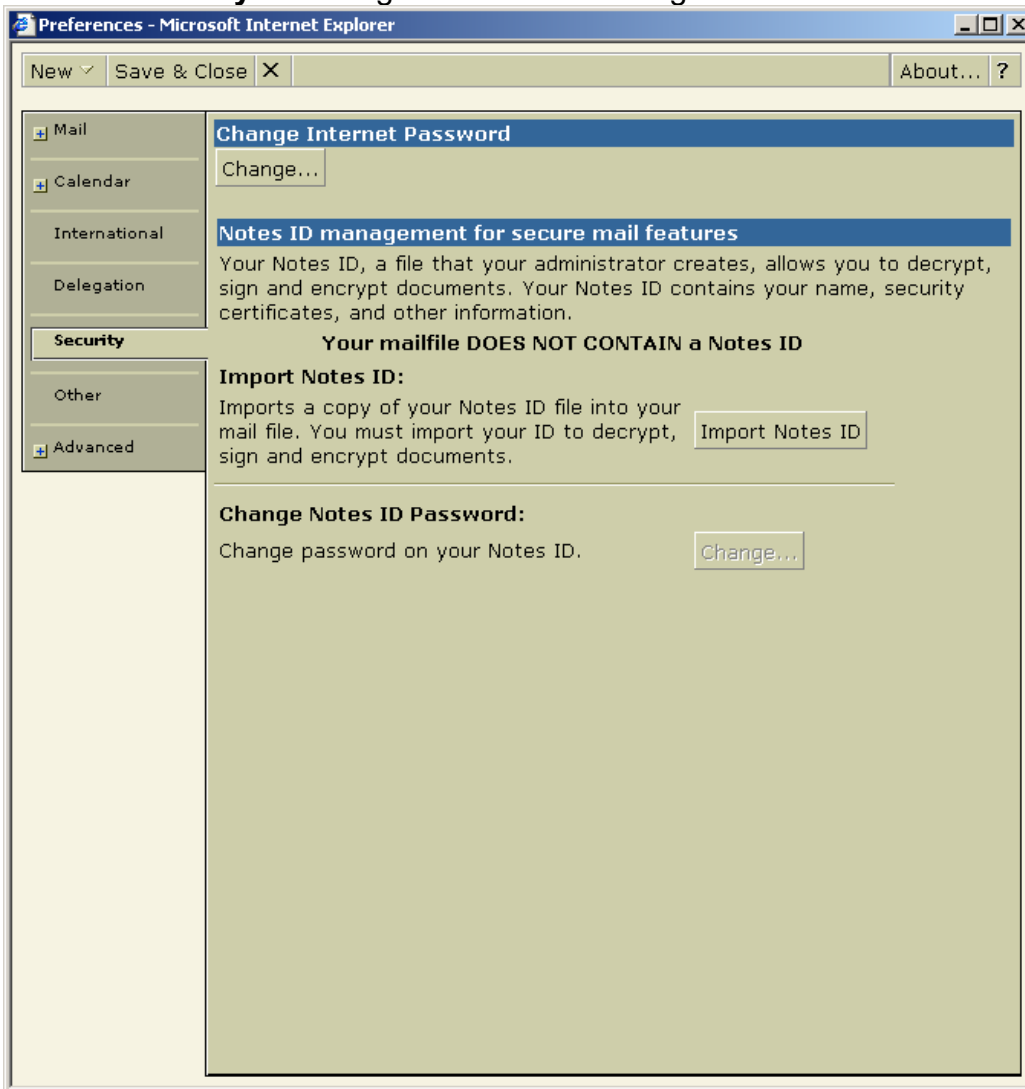 Preferences - Microsoft Internet Explorer
New Save & Close X About... ?
Mail
Calendar
International
Delegation
Security
Other
Advanced
Change Internet Password
Change...
Notes ID management for secure mail features
Your Notes ID, a file that your administrator creates, allows you to decrypt,
sign and encrypt documents. Your Notes ID contains your name, security
certificates, and other information.
Your mailfile DOES NOT CONTAIN a Notes ID
Import Notes ID:
Imports a copy of your Notes ID file into your
mail file. You must import your ID to decrypt,
sign and encrypt documents.
Import Notes ID
Change Notes ID Password:
Change password on your Notes ID.
Change...